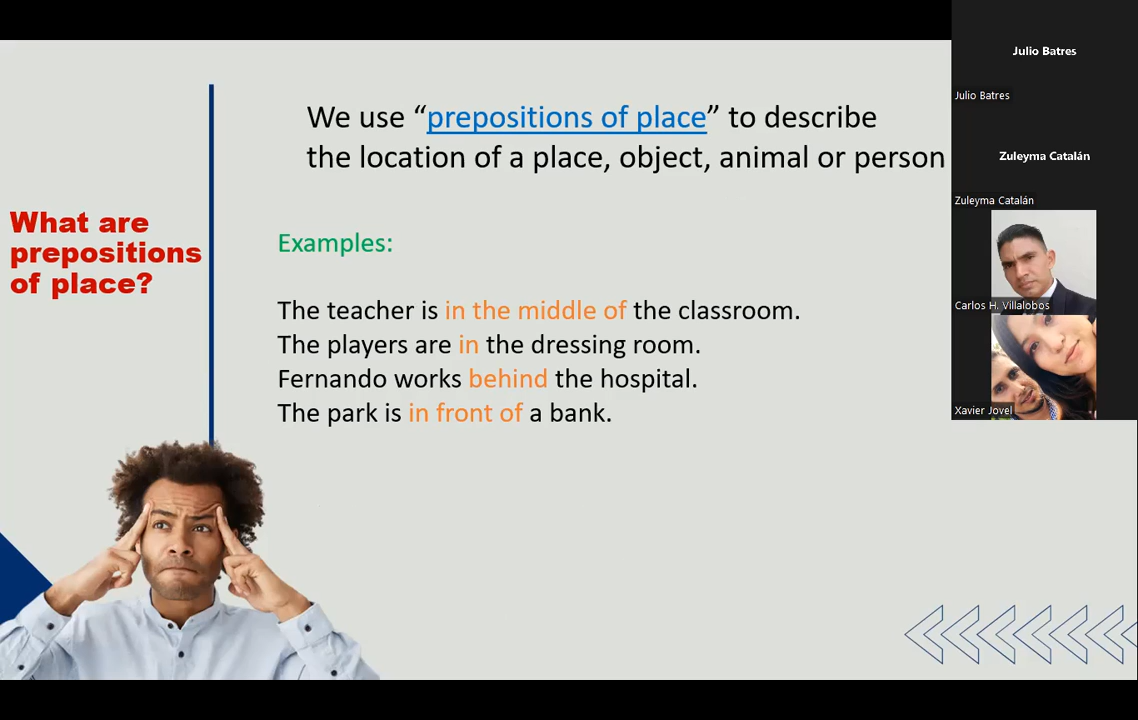 What are
prepositions
of place?
We use “prepositions of place” to describe
the location of a place, object, animal or person
Examples:
The teacher is in the middle of the classroom.
The players are in the dressing room.
Fernando works behind the hospital.
The park is in front of a bank.
Julio Batres
Julio Batres
Zuleyma Catalán
Zuleyma Catalán
Carlos H. Villalobos
Xavier Jovel